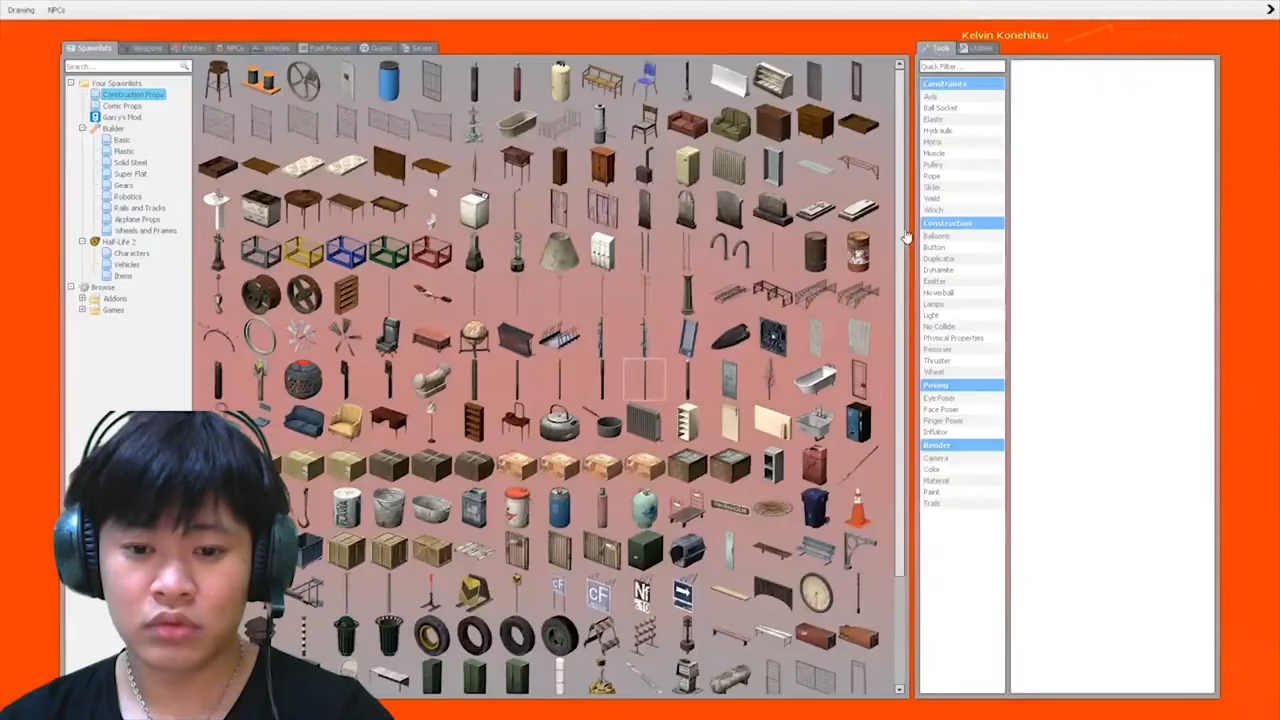 Drawing NPCs
Kelvin Konehitsu
Spawnlists Weapons Entities NPCs Vehicles Post Process Dupes Saves
Tools Utilities
Search...
Quick Filter...
Your Spawnlists
Construction Props
Comic Props
Garry's Mod
Builder
Basic
Plastic
Solid Steel
Super Flat
Gears
Robotics
Rails and Tracks
Airplane Props
Wheels and Frames
Half-Life 2
Characters
Vehicles
Items
Browse
Addons
Games
Constraints
Axis
Ball Socket
Elastic
Hydraulic
Motor
Muscle
Pulley
Rope
Slider
Weld
Winch
Construction
Balloons
Button
Duplicator
Dynamite
Emitter
Hoverball
Lamps
Light
No Collide
Physical Properties
Remover
Thruster
Wheel
Posing
Eye Poser
Face Poser
Finger Poser
Inflator
Render
Camera
Color
Material
Paint
Trails
cF cF Nf